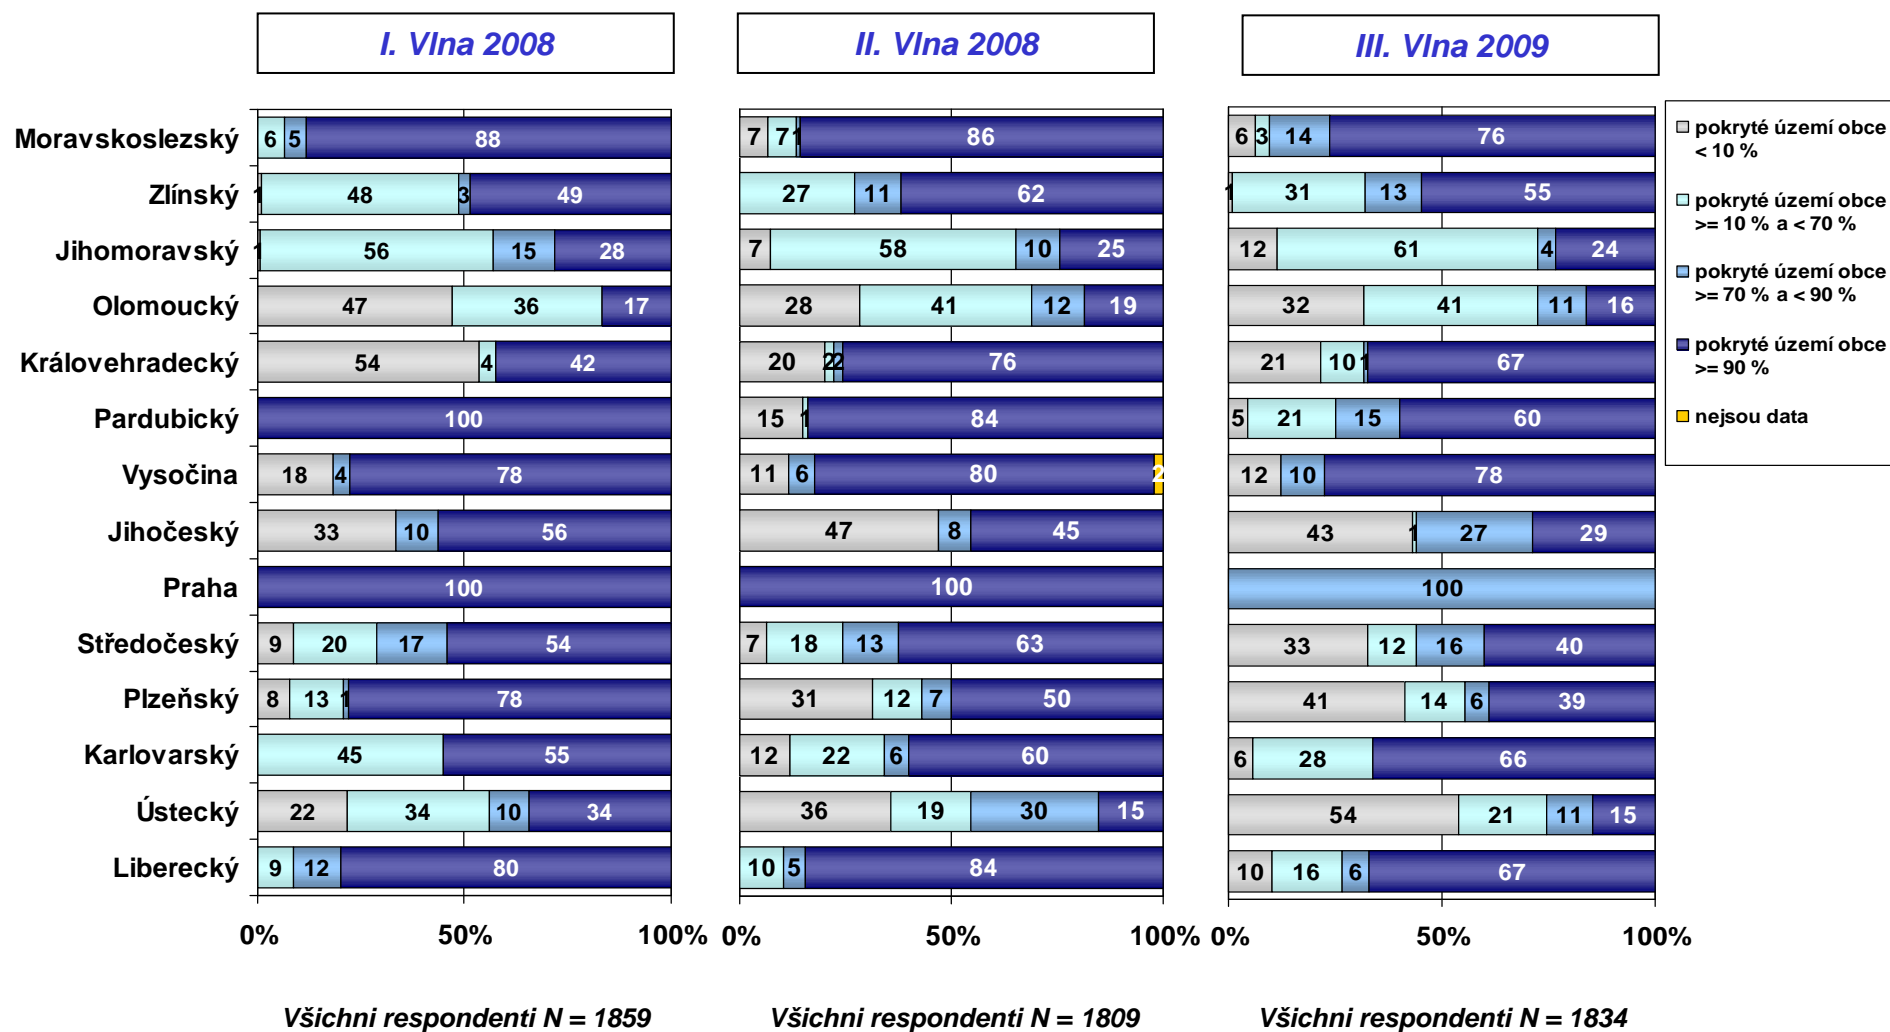 I. Vlna 2008
II. Vlna 2008
III. Vlna 2009
Moravskoslezský 6 5 88 7 7 1 86 6 3 14 76
Zlínský 1 48 3 49 27 11 62 1 31 13 55
Jihomoravský 1 56 15 28 7 58 10 25 12 61 4 24
Olomoucký 47 36 17 28 41 12 19 32 41 11 16
Královehradecký 54 4 42 20 2 2 76 21 10 1 67
Pardubický 100 15 1 84 5 21 15 60
Vysočina 18 4 78 11 6 80 2 12 10 78
Jihočeský 33 10 56 47 8 45 43 1 27 29
Praha 100 100 100
Středočeský 9 20 17 54 7 18 13 63 33 12 16 40
Plzeňský 8 13 1 78 31 12 7 50 41 14 6 39
Karlovarský 45 55 12 22 6 60 6 28 66
Ústecký 22 34 10 34 36 19 30 15 54 21 11 15
Liberecký 9 12 80 10 5 84 10 16 6 67
0% 50% 100% 0% 50% 100% 0% 50% 100%
pokryté území obce
< 10 %
pokryté území obce
>= 10 % a < 70 %
pokryté území obce
>= 70 % a < 90 %
pokryté území obce
>= 90 %
nejsou data
Všichni respondenti N = 1859
Všichni respondenti N = 1809
Všichni respondenti N = 1834